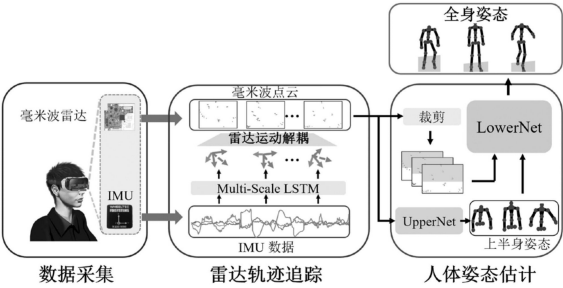 全身姿态
毫米波雷达
IMU
数据采集
毫米波点云
雷达运动解耦
Multi-Scale LSTM
IMU 数据
雷达轨迹追踪
裁剪
LowerNet
UpperNet
上半身姿态
人体姿态估计